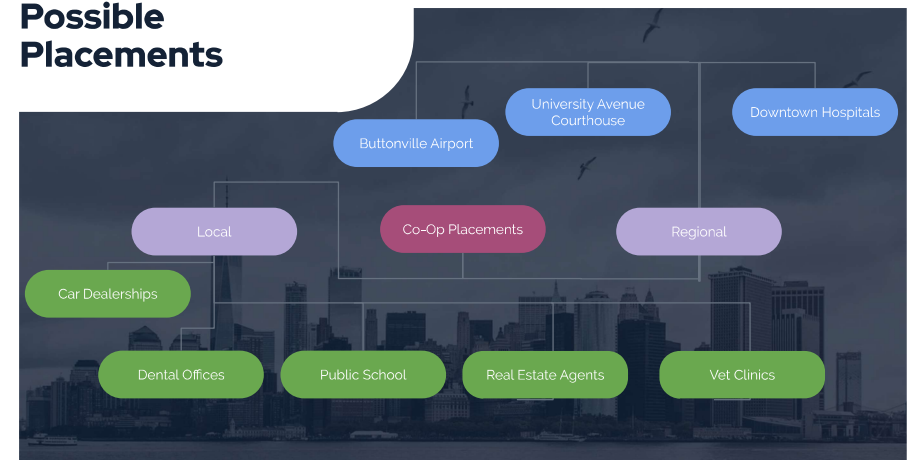 Possible
Placements
University Avenue
Courthouse
Downtown Hospitals
Buttonville Airport
Local
Co-Op Placements
Regional
Car Dealerships
Dental Offices
Public School
Real Estate Agents
Vet Clinics